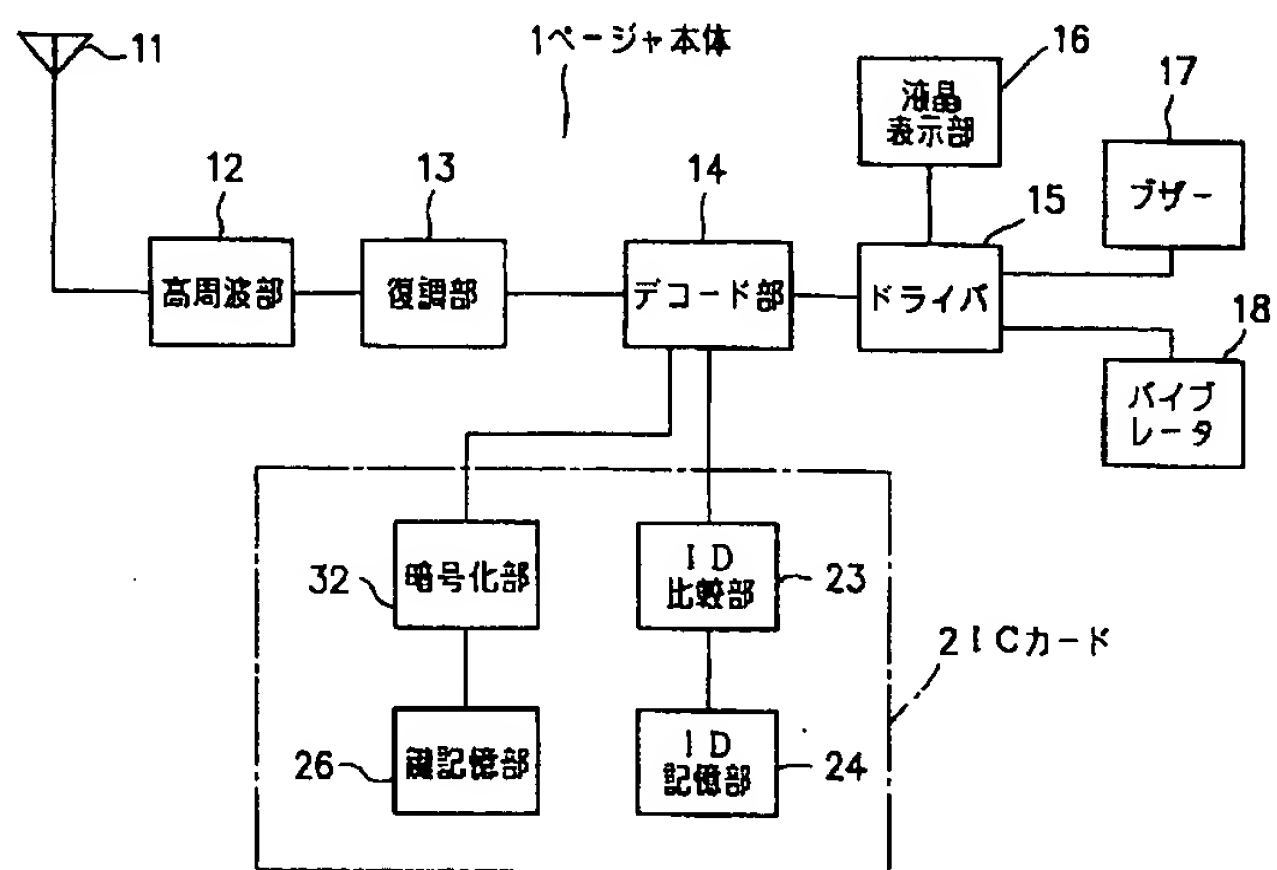 11
1ページャ本体
16
液晶
表示部
17
ブザー
12
13
14
15
高周波部
復調部
デコード部
ドライバ
18
バイブ
レータ
32
暗号化部
ID
比較部
23
2ICカード
26
鍵記憶部
ID
記憶部
24